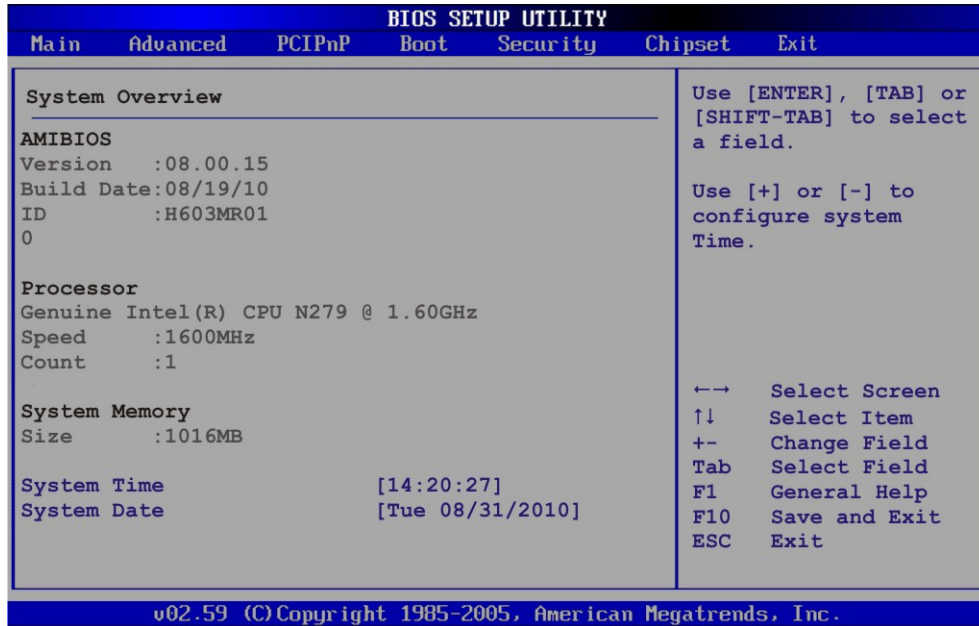 BIOS SETUP UTILITY
Main Advanced PCIPnP Boot Security Chipset Exit
System Overview
AMIBIOS
Version :08.00.15
Build Date:08/19/10
ID :H603MR01
0
Processor
Genuine Intel(R) CPU N279 @ 1.60GHz
Speed :1600MHz
Count :1
System Memory
Size :1016MB
System Time [14:20:27]
System Date [Tue 08/31/2010]
Use [ENTER], [TAB] or
[SHIFT-TAB] to select
a field.
Use [+] or [-] to
configure system
Time.
←→ Select Screen
↑↓ Select Item
+- Change Field
Tab Select Field
F1 General Help
F10 Save and Exit
ESC Exit
v02.59 (C)Copyright 1985-2005, American Megatrends, Inc.